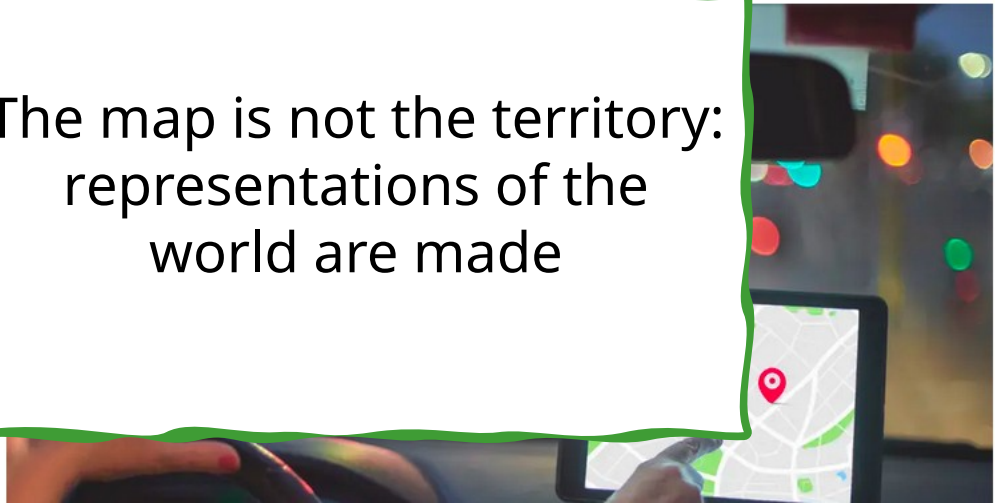 The map is not the territory:
representations of the
world are made